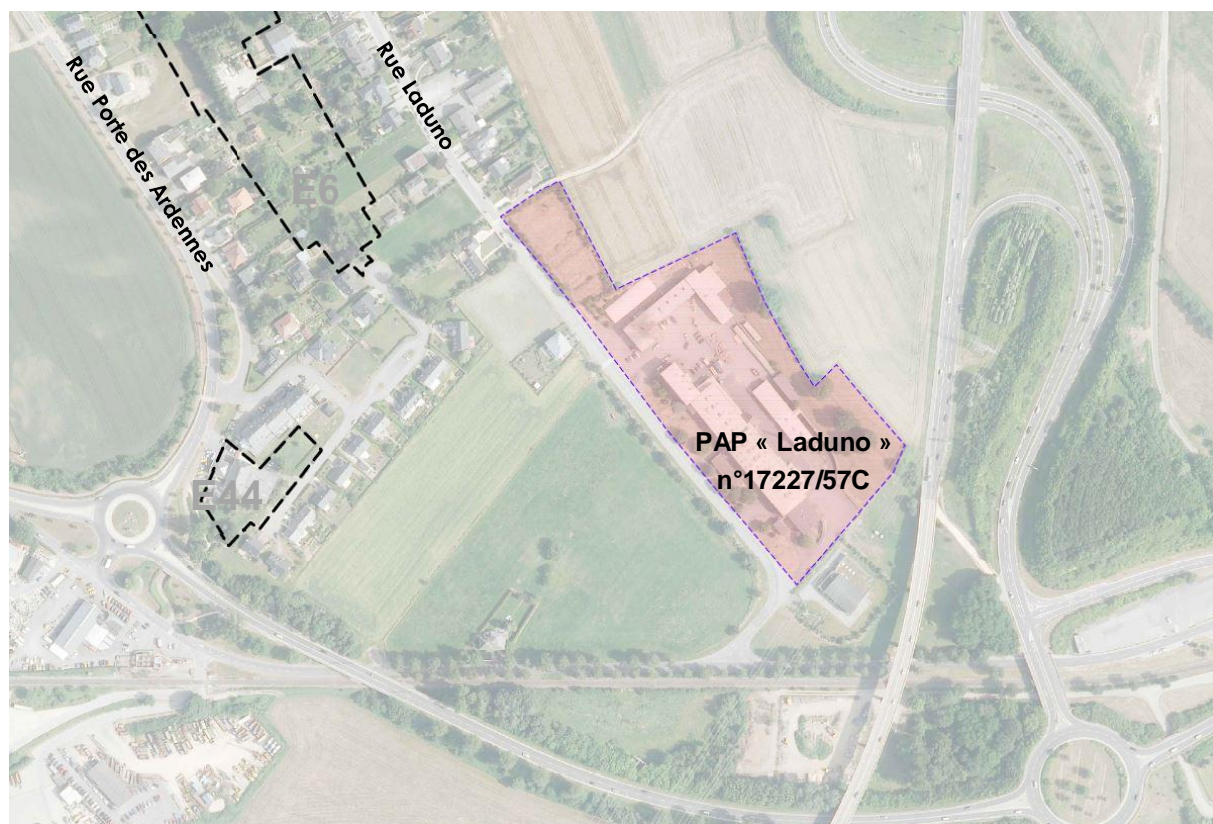 Rue Porte des Ardennes
Rue Laduno
E6
E44
PAP « Laduno »
n°17227/57C